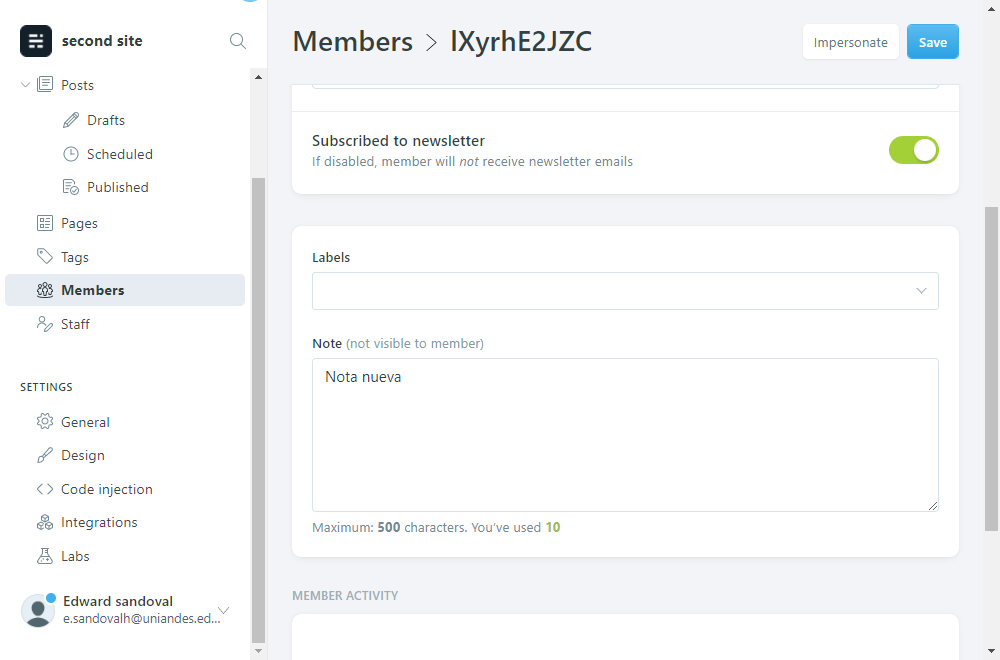 second site
Members > lXyrhE2JZC
Impersonate
Save
Posts
Drafts
Scheduled
Published
Pages
Tags
Members
Staff
SETTINGS
General
Design
Code injection
Integrations
Labs
Edward sandoval
e.sandovalh@uniandes.ed...
Subscribed to newsletter
If disabled, member will not receive newsletter emails
Labels
Note (not visible to member)
Nota nueva
Maximum: 500 characters. You've used 10
MEMBER ACTIVITY